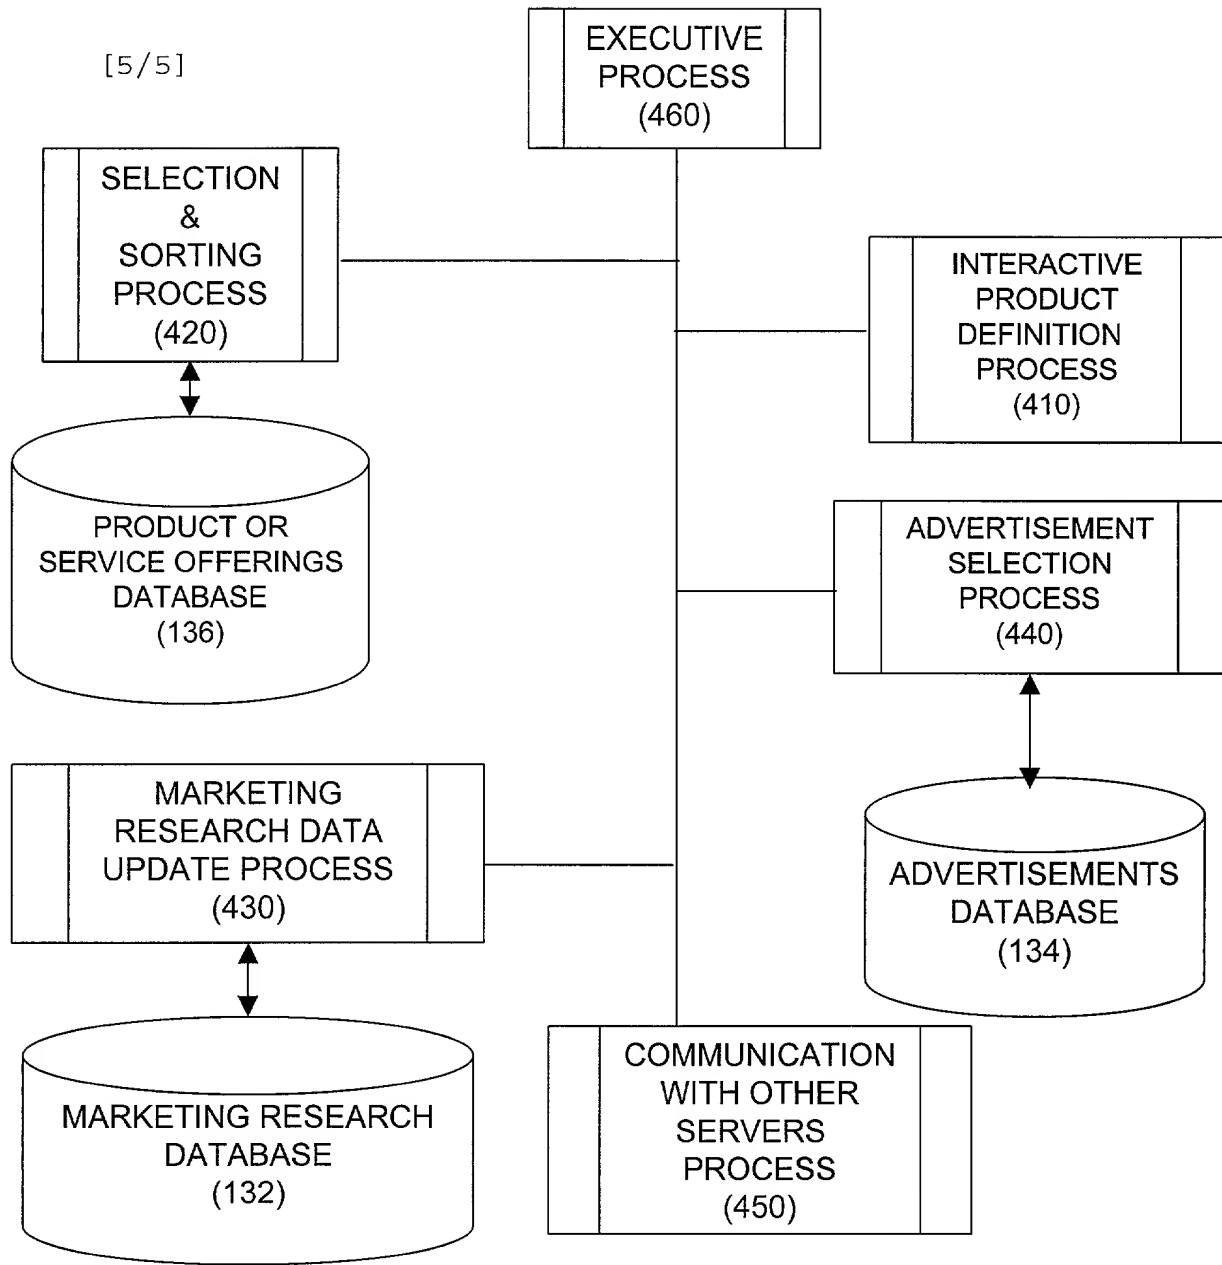 [5/5]
EXECUTIVE
PROCESS
(460)
SELECTION
&
SORTING
PROCESS
(420)
INTERACTIVE
PRODUCT
DEFINITION
PROCESS
(410)
PRODUCT OR
SERVICE OFFERINGS
DATABASE
(136)
ADVERTISEMENT
SELECTION
PROCESS
(440)
MARKETING
RESEARCH DATA
UPDATE PROCESS
(430)
ADVERTISEMENTS
DATABASE
(134)
MARKETING RESEARCH
DATABASE
(132)
COMMUNICATION
WITH OTHER
SERVERS
PROCESS
(450)